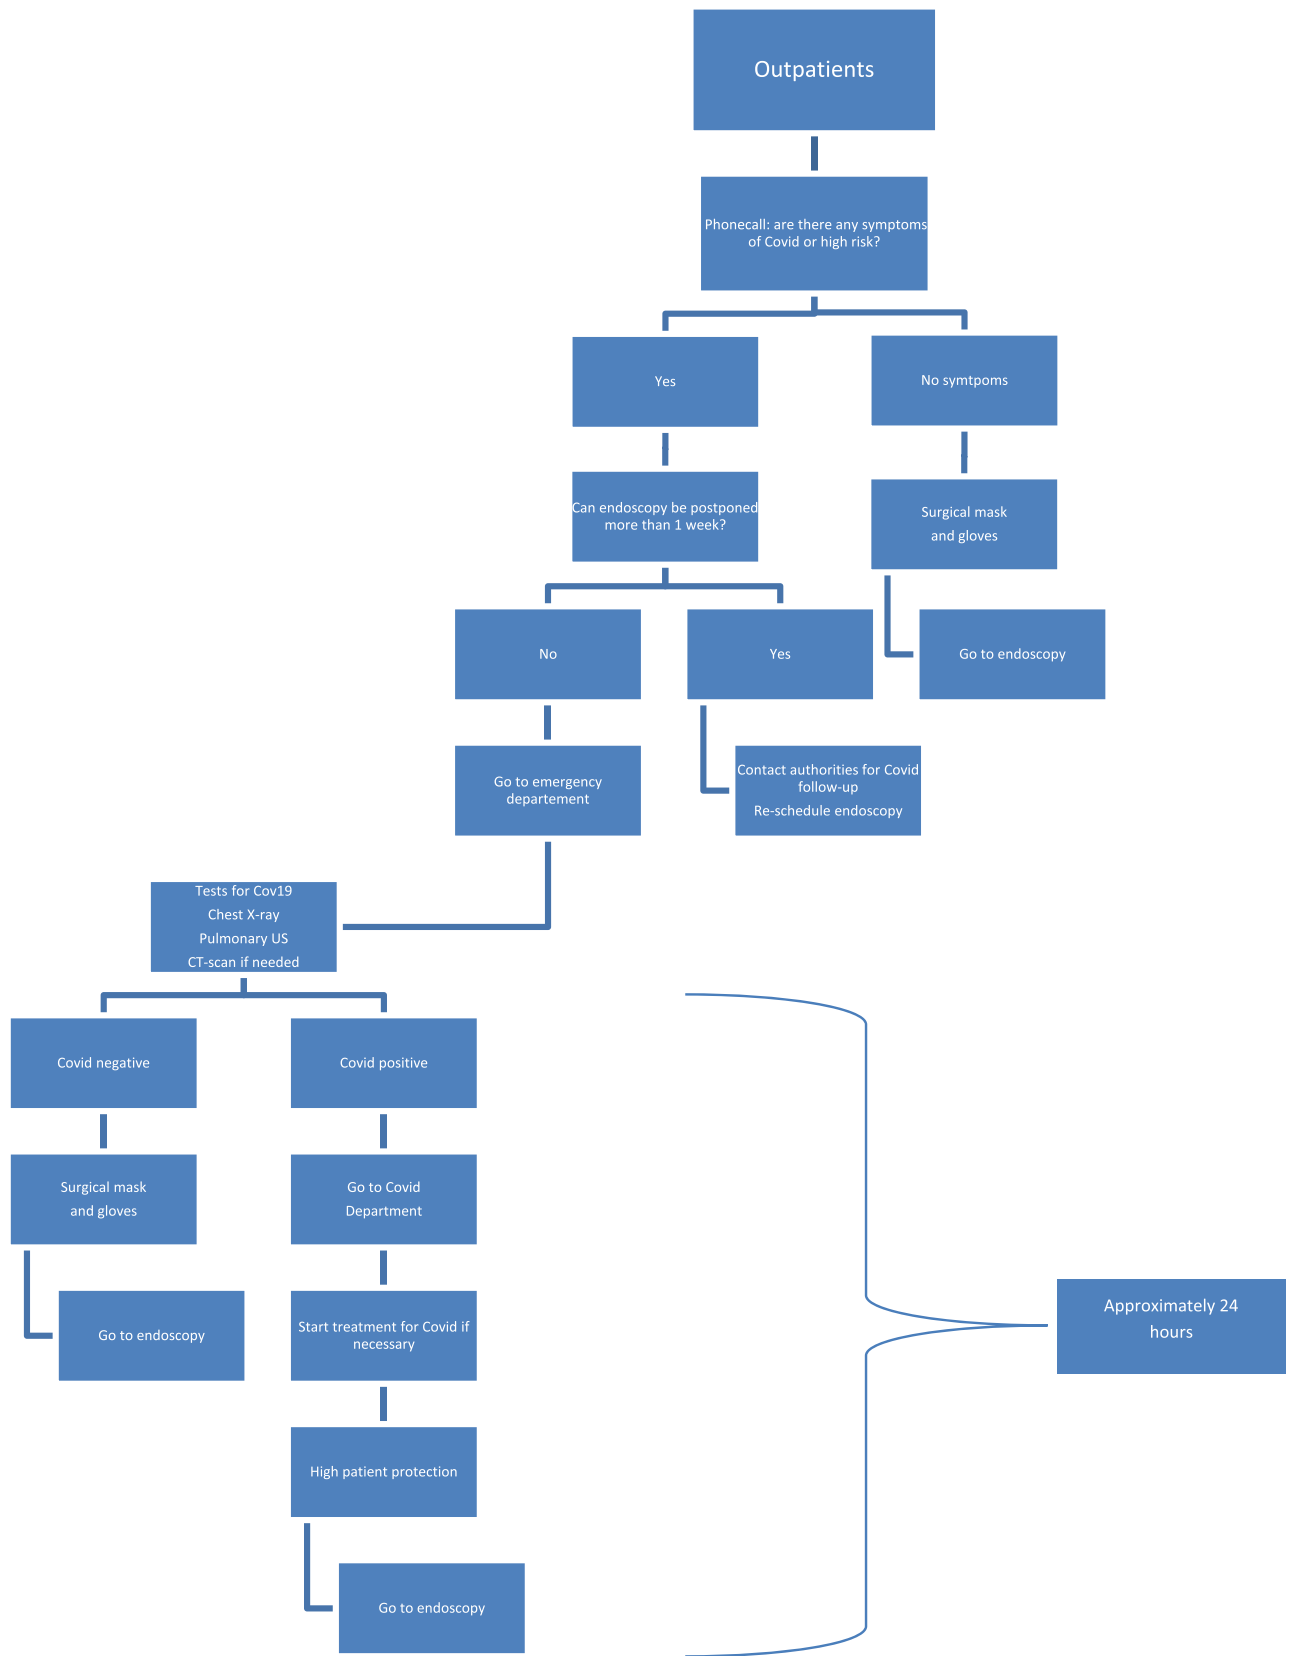 Outpatients
Phonecall: are there any symptoms
of Covid or high risk?
Yes
No symtpoms
Can endoscopy be postponed
more than 1 week?
Surgical mask
and gloves
No
Yes
Go to endoscopy
Go to emergency
departement
Contact authorities for Covid
follow-up
Re-schedule endoscopy
Tests for Cov19
Chest X-ray
Pulmonary US
CT-scan if needed
Covid negative
Covid positive
Surgical mask
and gloves
Go to Covid
Department
Go to endoscopy
Start treatment for Covid if
necessary
Approximately 24
hours
High patient protection
Go to endoscopy